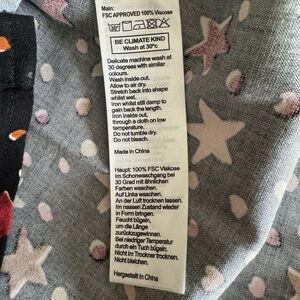 Main:
FSC APPROVED 100% Viscose
BE CLIMATE KIND
Wash at 30°c
Delicate machine wash at
30 degrees with similar
colours.
Wash inside out.
Allow to air dry.
Stretch back into shape
whilst wet.
Iron whilst still damp to
gain back the length.
Iron inside out,
through a cloth on low
temperature.
Do not tumble dry.
Do not bleach.
Made in China
Haupt: 100% FSC Viskose
Im Schonwaschgang bei
30 Grad mit ähnlichen
Farben waschen.
Auf Links waschen.
An der Luft trocknen lassen.
Im nassen Zustand wieder
in Form bringen.
Feucht bügeln,
um die Länge
zurückzugewinnen.
Bei niedriger Temperatur
durch ein Tuch bügeln.
Nicht im Trockner trocknen.
Nicht bleichen.
Hergestellt in China